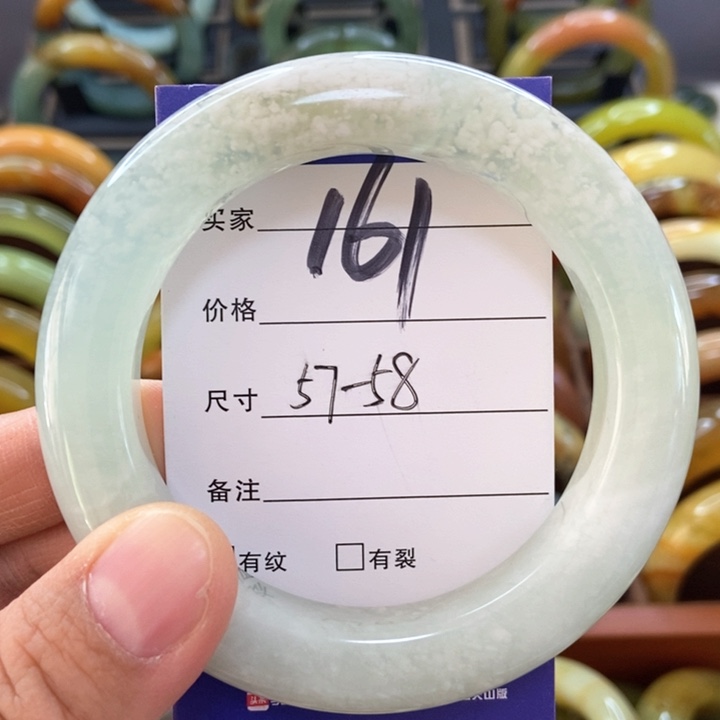 买家 161
价格
尺寸 57-58
备注
有纹 □有裂